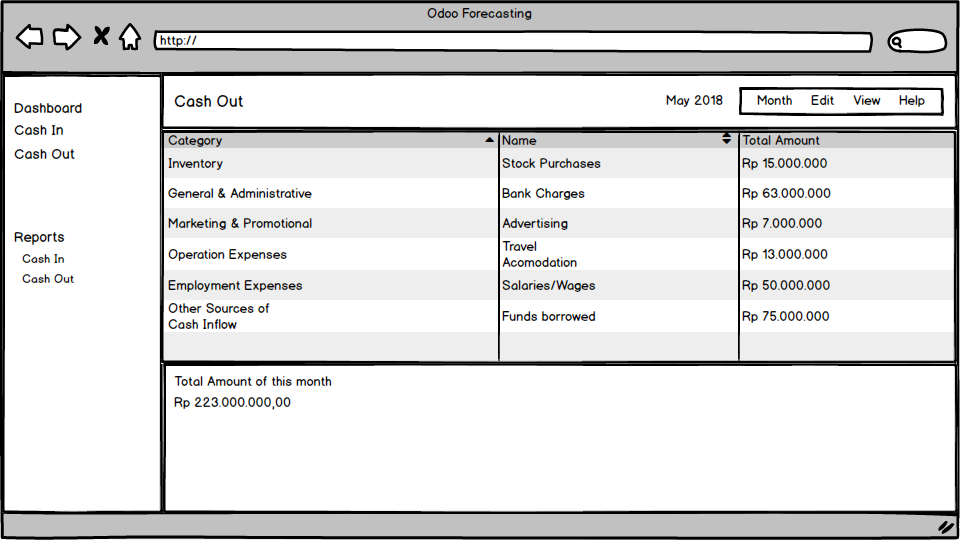 Odoo Forecasting
http://
Dashboard
Cash In
Cash Out
Reports
Cash In
Cash Out
Cash Out
May 2018
Month Edit View Help
Category Name Total Amount
Inventory Stock Purchases Rp 15.000.000
General & Administrative Bank Charges Rp 63.000.000
Marketing & Promotional Advertising Rp 7.000.000
Operation Expenses Travel Rp 13.000.000
Acomodation
Employment Expenses Salaries/Wages Rp 50.000.000
Other Sources of Funds borrowed Rp 75.000.000
Cash Inflow
Total Amount of this month
Rp 223.000.000,00